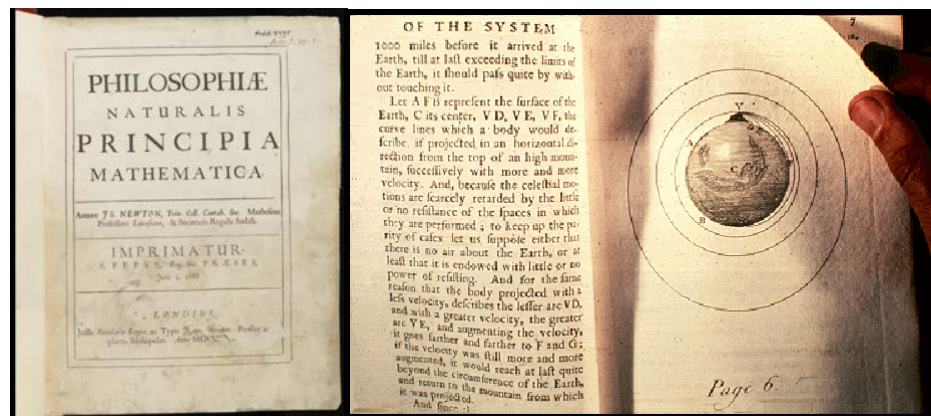 PHILOSOPHIÆ
NATURALIS
PRINCIPIA
MATHEMATICA.
Autore JS. NEWTON, Trin. Coll. Cantab. Soc. Matheseos
Professore Lucasiano, & Societatis Regalis Sodali.
IMPRIMATUR.
S. PEPYS, Reg. Soc. PRÆSES.
LONDINI,
Jussu Societatis Regiæ ac Typis
OF THE SYSTEM
1000 miles before it arrived at the
Earth, till at laſt exceeding the limits of
the Earth, it ſhould paſs quite by with-
out touching it.
Let A F B repreſent the ſurface of the
Earth, C its center, V D, V E, V F, the
curve lines which a body would de-
ſcribe, if projected in an horizontal di-
rection from the top of an high moun-
tain, ſucceſſively with more and more
velocity. And, becauſe the celeſtial mo-
tions are ſcarcely retarded by the little
or no reſiſtance of the ſpaces in which
they are performed; to keep up the pa-
rity of caſes, let us ſuppoſe either that
there is no air about the Earth, or at
leaſt that it is endowed with little or no
power of reſiſting. And for the ſame
reaſon that the body projected with a
leſs velocity, deſcribes the leſſer arc VD,
and with a greater velocity, the greater
arc VE, and augmenting the velocity,
it goes farther and farther to F and G;
if the velocity was ſtill more and more
augmented, it would reach at laſt quite
beyond the circumference of the Earth,
and return to the mountain from which
it was projected.
7
V
D
E
C
B
Page 6.